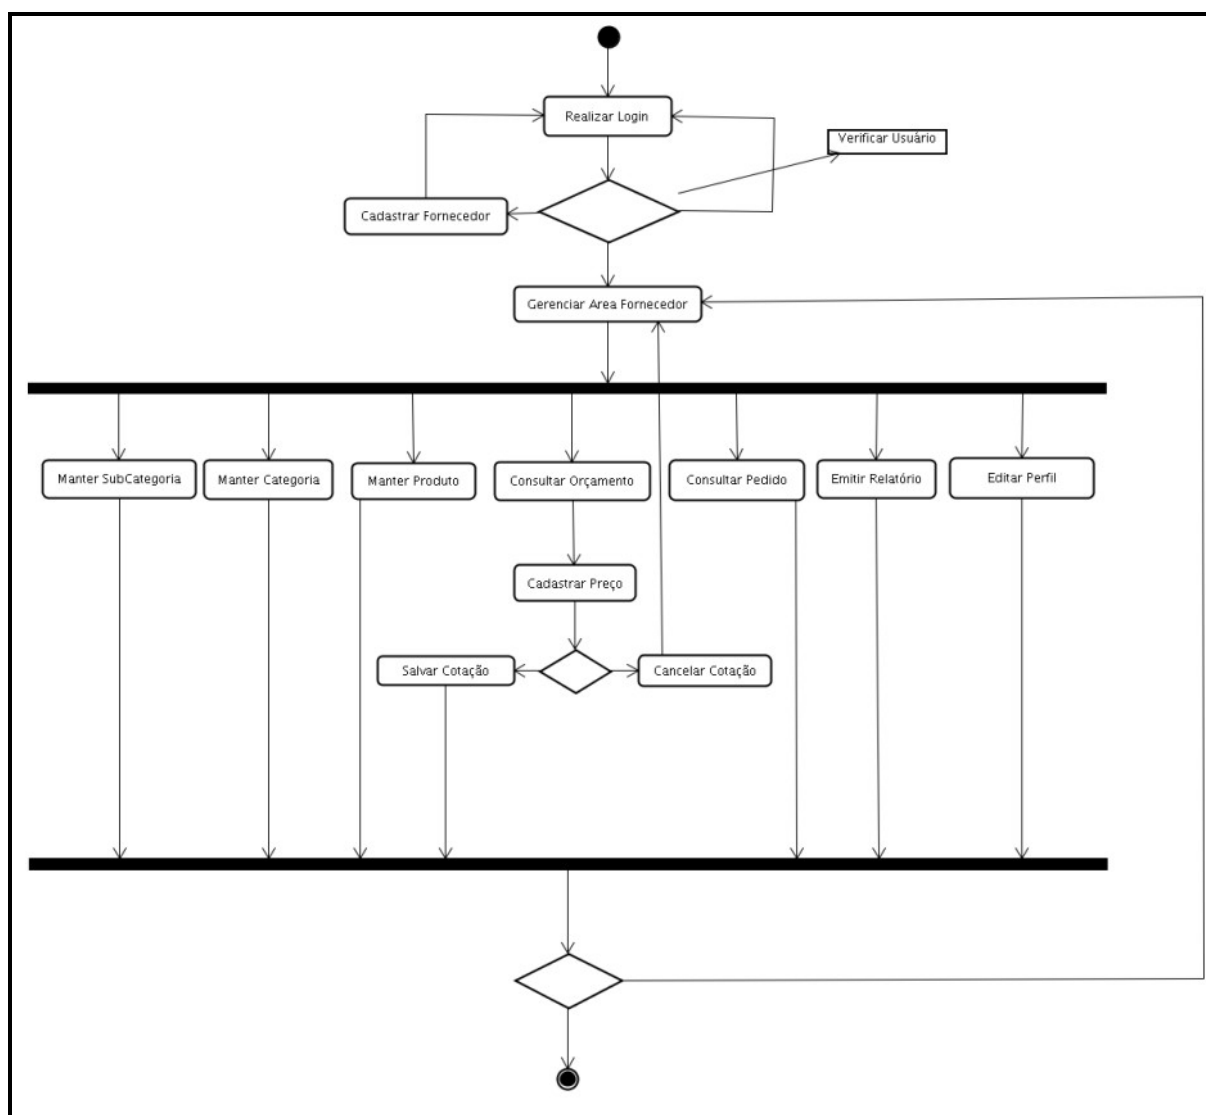 Realizar Login
Verificar Usuário
Cadastrar Fornecedor
Gerenciar Area Fornecedor
Manter SubCategoria
Manter Categoria
Manter Produto
Consultar Orçamento
Consultar Pedido
Emitir Relatório
Editar Perfil
Cadastrar Preço
Salvar Cotação
Cancelar Cotação